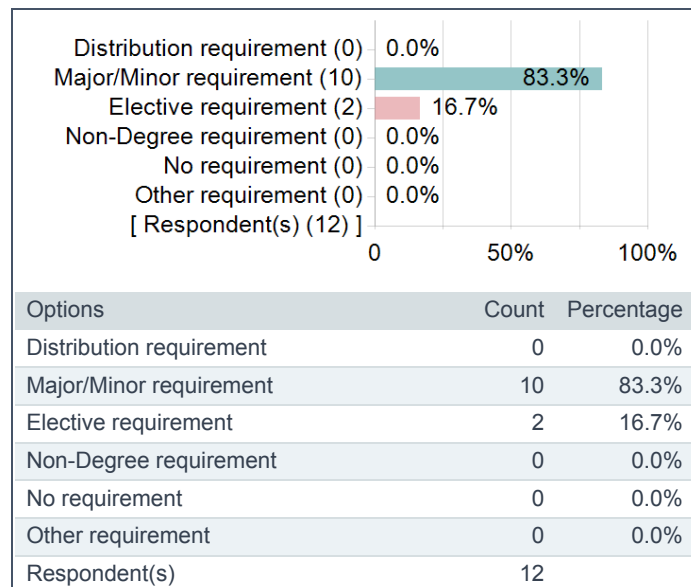 Distribution requirement (0) 0.0%
Major/Minor requirement (10) 83.3%
Elective requirement (2) 16.7%
Non-Degree requirement (0) 0.0%
No requirement (0) 0.0%
Other requirement (0) 0.0%
[ Respondent(s) (12) ]
0 50% 100%
Options Count Percentage
Distribution requirement 0 0.0%
Major/Minor requirement 10 83.3%
Elective requirement 2 16.7%
Non-Degree requirement 0 0.0%
No requirement 0 0.0%
Other requirement 0 0.0%
Respondent(s) 12